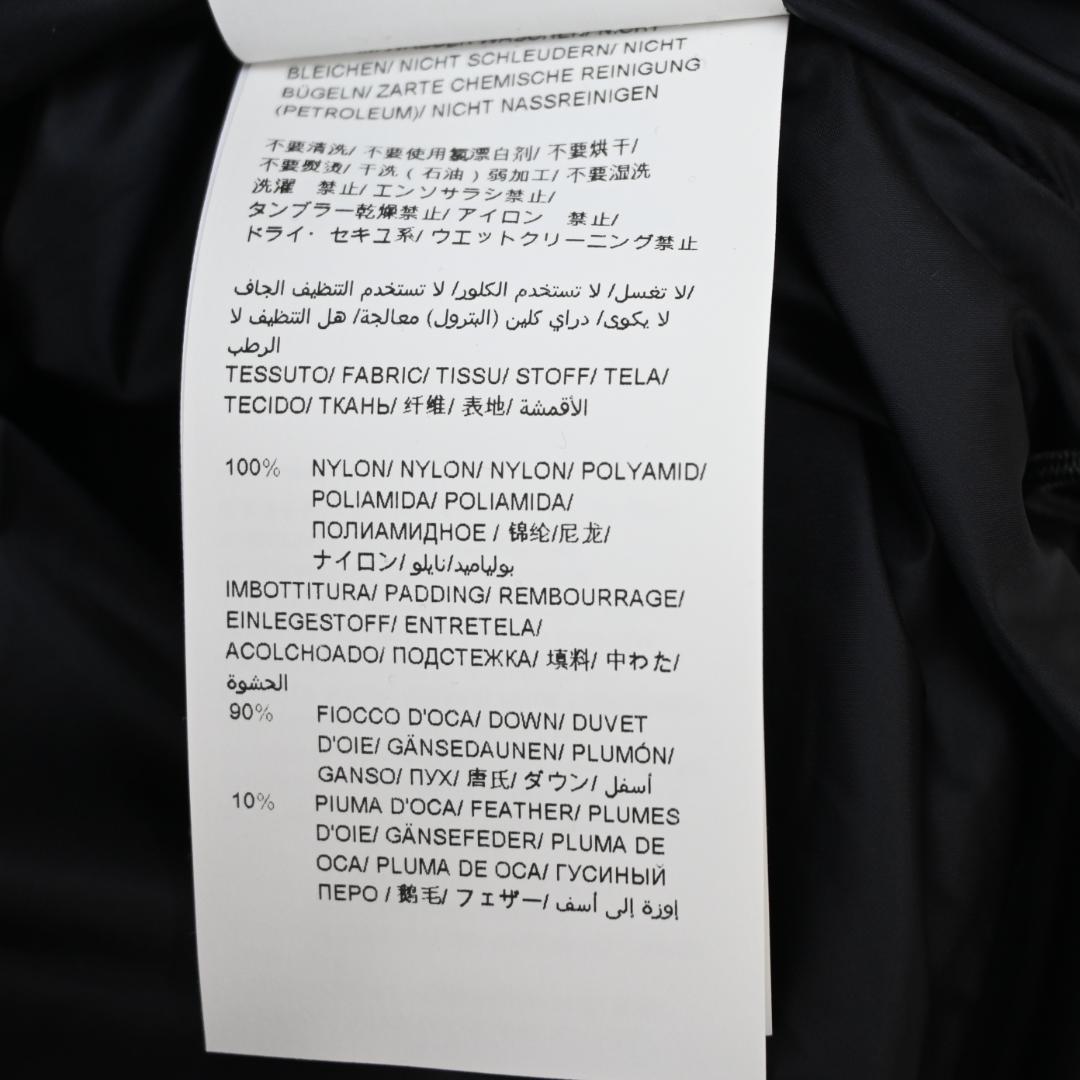 WASSER WASCHEN/ NICHT
BLEICHEN/ NICHT SCHLEUDERN/ NICHT
BÜGELN/ ZARTE CHEMISCHE REINIGUNG
(PETROLEUM)/ NICHT NASSREINIGEN
不要清洗/ 不要使用氯漂白剂/ 不要烘干/
不要熨烫/ 干洗 ( 石油 ) 弱加工/ 不要湿洗
洗濯　禁止/ エンソサラシ禁止/
タンブラー乾燥禁止/ アイロン　禁止/
ドライ・ セキユ系/ ウエットクリーニング禁止
لا تغسل/ لا تستخدم الكلور/ لا تستخدم التنظيف الجاف/
لا يكوى/ دراي كلين (البترول) معالجة/ هل التنظيف لا
الرطب
TESSUTO/ FABRIC/ TISSU/ STOFF/ TELA/
TECIDO/ ТКАНЬ/ 纤维/ 表地/ الأقمشة
100% NYLON/ NYLON/ NYLON/ POLYAMID/
POLIAMIDA/ POLIAMIDA/
ПОЛИАМИДНОЕ / 锦纶/尼龙/
ナイロン/ بولياميد/نايلو
IMBOTTITURA/ PADDING/ REMBOURRAGE/
EINLEGESTOFF/ ENTRETELA/
ACOLCHOADO/ ПОДСТЕЖКА/ 填料/ 中わた/
الحشوة
90% FIOCCO D'OCA/ DOWN/ DUVET
D'OIE/ GÄNSEDAUNEN/ PLUMÓN/
GANSO/ ПУХ/ 唐氏/ ダウン/ أسفل
10% PIUMA D'OCA/ FEATHER/ PLUMES
D'OIE/ GÄNSEFEDER/ PLUMA DE
OCA/ PLUMA DE OCA/ ГУСИНЫЙ
ПЕРО / 鹅毛/ フェザー/ إوزة إلى أسف